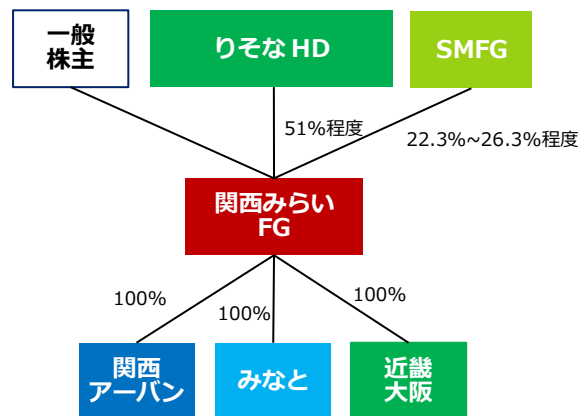 一般
株主
りそな HD
SMFG
51%程度
22.3%~26.3%程度
関西みらい
FG
100%
100%
100%
関西
アーバン
みなと
近畿
大阪